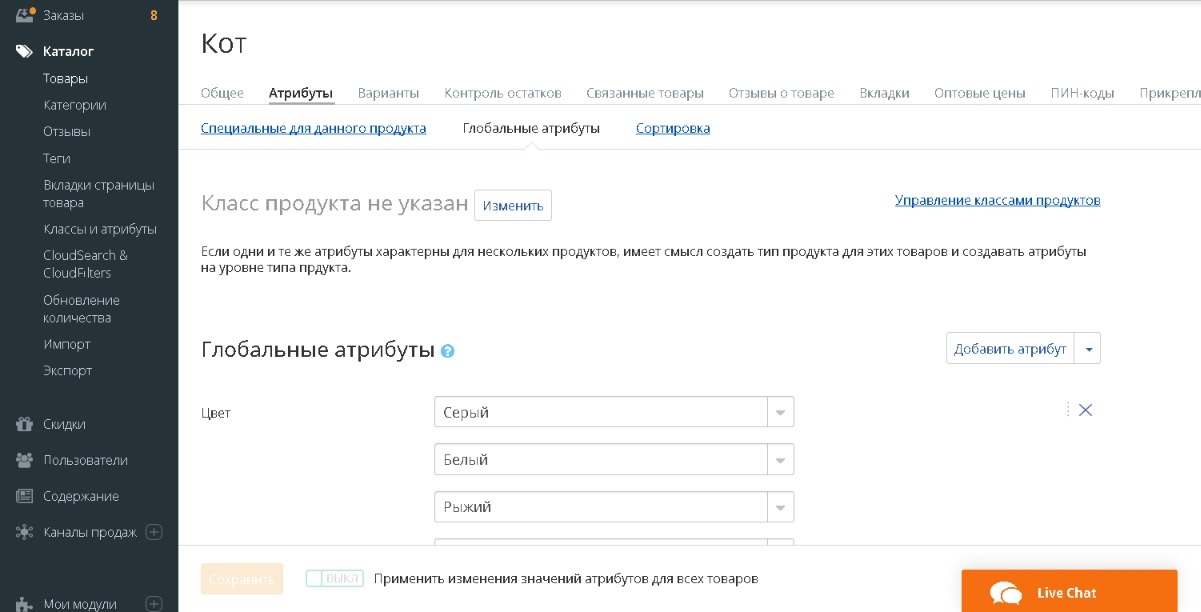 Заказы 8
Каталог
Товары
Категории
Отзывы
Теги
Вкладки страницы
товара
Классы и атрибуты
CloudSearch &
CloudFilters
Обновление
количества
Импорт
Экспорт
Скидки
Пользователи
Содержание
Каналы продаж
Мои модули
Кот
Общее Атрибуты Варианты Контроль остатков Связанные товары Отзывы о товаре Вкладки Оптовые цены ПИН-коды Прикрепл
Специальные для данного продукта Глобальные атрибуты Сортировка
Класс продукта не указан Изменить Управление классами продуктов
Если одни и те же атрибуты характерны для нескольких продуктов, имеет смысл создать тип продукта для этих товаров и создавать атрибуты
на уровне типа прдукта.
Глобальные атрибуты ? Добавить атрибут
Цвет Серый
Белый
Рыжий
Сохранить ВЫКЛ Применить изменения значений атрибутов для всех товаров
Live Chat